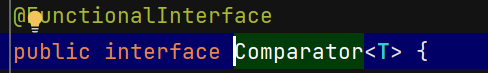 @FunctionalInterface
public interface Comparator<T> {